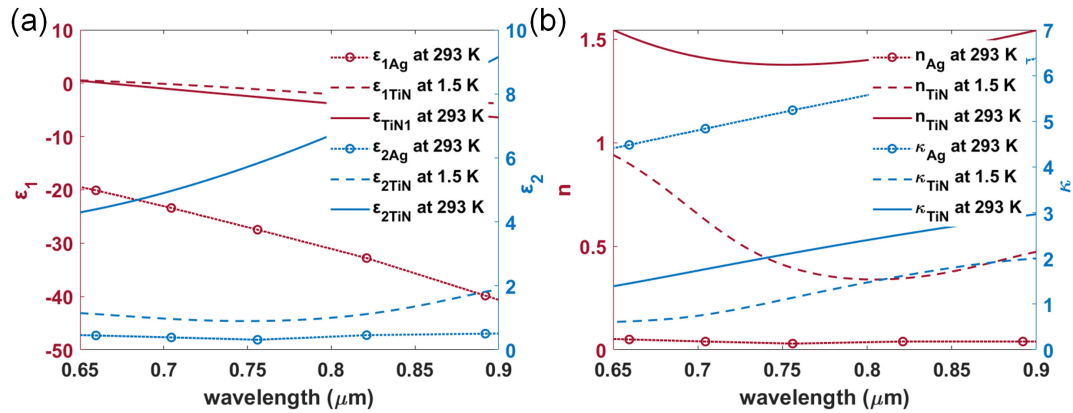 (a)
10
0
-10
-20
-30
-40
-50
ε₁
10
8
6
4
2
0
ε₂
ε₁Ag at 293 K
ε₁TiN at 1.5 K
εTiN1 at 293 K
ε₂Ag at 293 K
ε₂TiN at 1.5 K
ε₂TiN at 293 K
0.65 0.7 0.75 0.8 0.85 0.9
wavelength (μm)
(b)
1.5
1
0.5
0
n
7
6
5
4
3
2
1
0
κ
nAg at 293 K
nTiN at 1.5 K
nTiN at 293 K
κAg at 293 K
κTiN at 1.5 K
κTiN at 293 K
0.65 0.7 0.75 0.8 0.85 0.9
wavelength (μm)